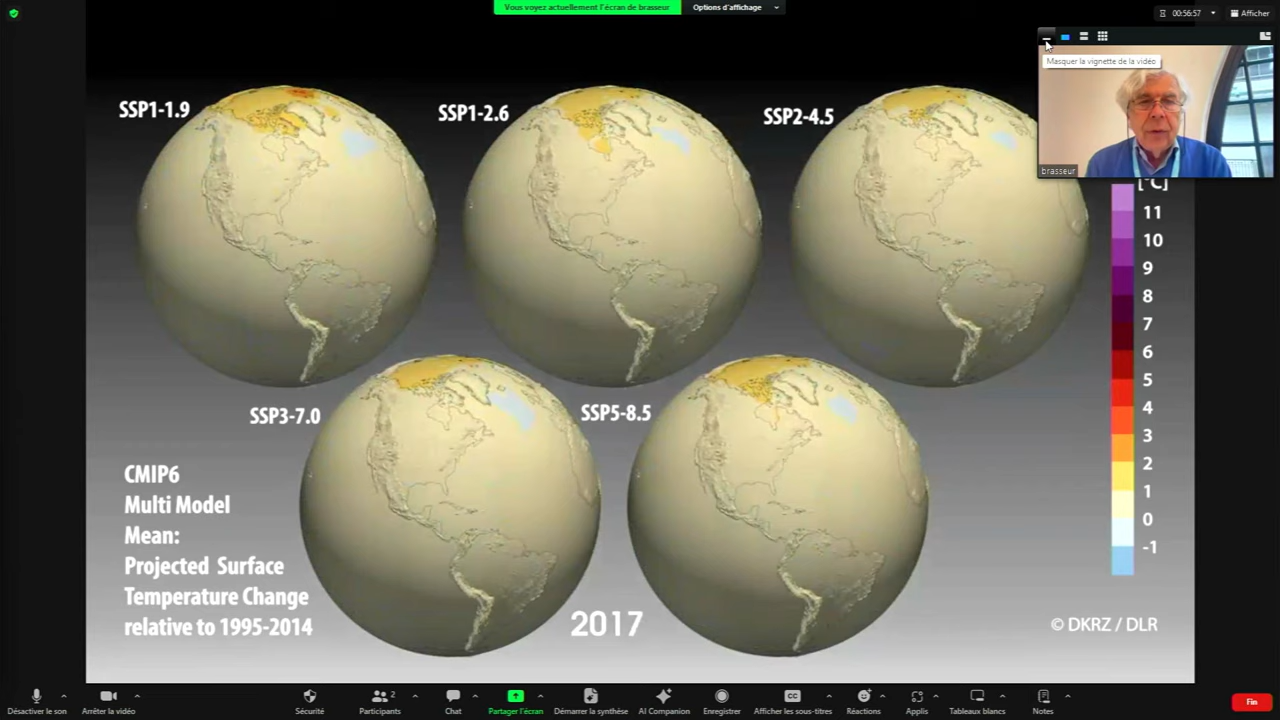 Vous voyez actuellement l'écran de brasseur
Options d'affichage
00:56:57
Afficher
Masquer la vignette de la vidéo
brasseur
SSP1-1.9
SSP1-2.6
SSP2-4.5
SSP3-7.0
SSP5-8.5
[°C]
11
10
9
8
7
6
5
4
3
2
1
0
-1
CMIP6
Multi Model
Mean:
Projected Surface
Temperature Change
relative to 1995-2014
2017
© DKRZ / DLR
Désactiver le son
Arrêter la vidéo
Sécurité
Participants
2
Chat
Partager l'écran
Démarrer la synthèse
AI Companion
Enregistrer
CC
Afficher les sous-titres
Réactions
Applis
Tableaux blancs
Notes
Fin